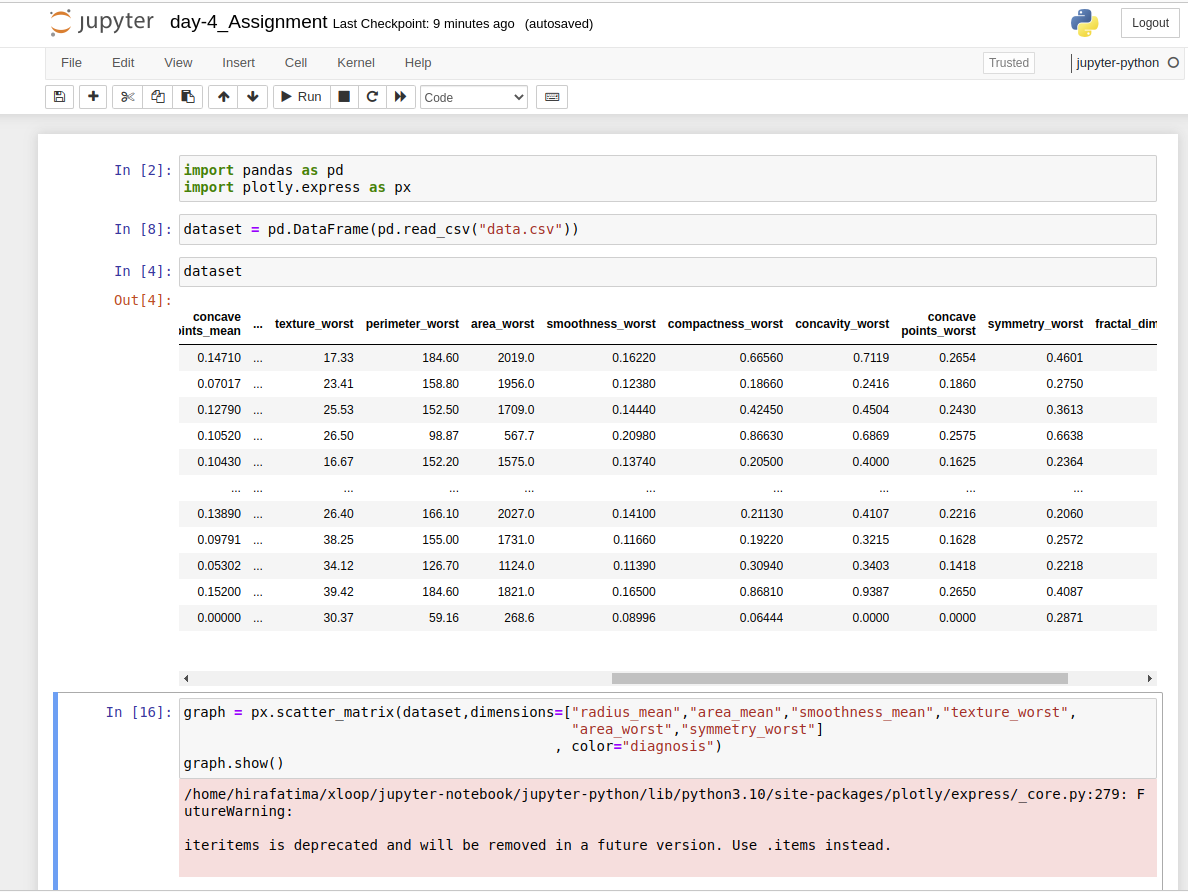 jupyter day-4_Assignment Last Checkpoint: 9 minutes ago (autosaved) Logout
File Edit View Insert Cell Kernel Help Trusted jupyter-python
Run Code
In [2]: import pandas as pd
import plotly.express as px
In [8]: dataset = pd.DataFrame(pd.read_csv("data.csv"))
In [4]: dataset
Out[4]:
concave ... texture_worst perimeter_worst area_worst smoothness_worst compactness_worst concavity_worst concave symmetry_worst fractal_dim
oints_mean points_worst
0.14710 ... 17.33 184.60 2019.0 0.16220 0.66560 0.7119 0.2654 0.4601
0.07017 ... 23.41 158.80 1956.0 0.12380 0.18660 0.2416 0.1860 0.2750
0.12790 ... 25.53 152.50 1709.0 0.14440 0.42450 0.4504 0.2430 0.3613
0.10520 ... 26.50 98.87 567.7 0.20980 0.86630 0.6869 0.2575 0.6638
0.10430 ... 16.67 152.20 1575.0 0.13740 0.20500 0.4000 0.1625 0.2364
... ... ... ... ... ... ... ... ... ...
0.13890 ... 26.40 166.10 2027.0 0.14100 0.21130 0.4107 0.2216 0.2060
0.09791 ... 38.25 155.00 1731.0 0.11660 0.19220 0.3215 0.1628 0.2572
0.05302 ... 34.12 126.70 1124.0 0.11390 0.30940 0.3403 0.1418 0.2218
0.15200 ... 39.42 184.60 1821.0 0.16500 0.86810 0.9387 0.2650 0.4087
0.00000 ... 30.37 59.16 268.6 0.08996 0.06444 0.0000 0.0000 0.2871
In [16]: graph = px.scatter_matrix(dataset,dimensions=["radius_mean","area_mean","smoothness_mean","texture_worst",
"area_worst","symmetry_worst"]
, color="diagnosis")
graph.show()
/home/hirafatima/xloop/jupyter-notebook/jupyter-python/lib/python3.10/site-packages/plotly/express/_core.py:279: F
utureWarning:
iteritems is deprecated and will be removed in a future version. Use .items instead.